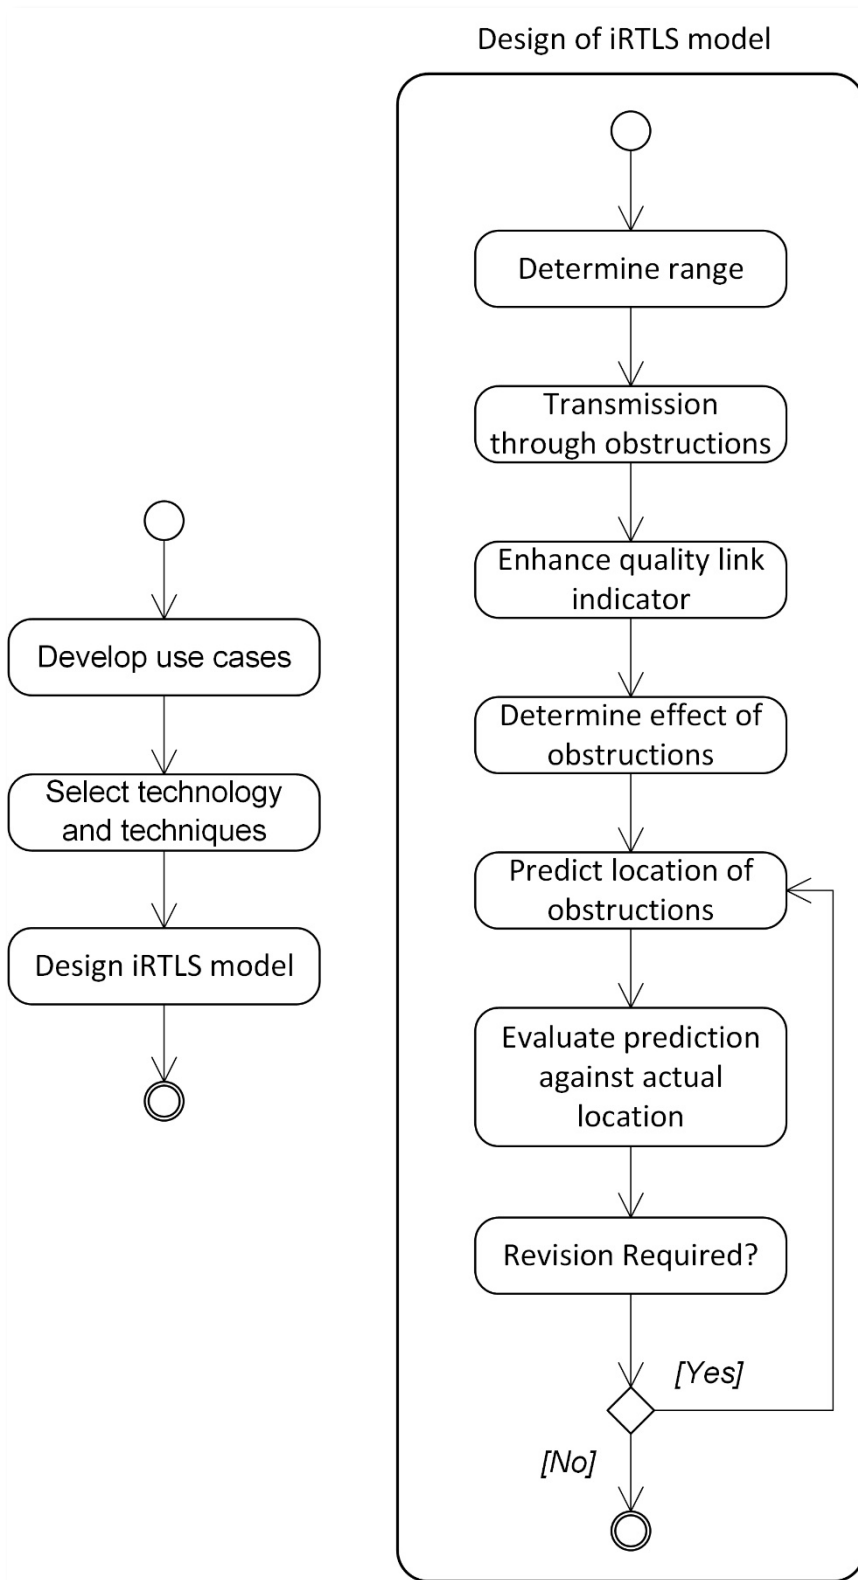 Design of iRTLS model
Determine range
Transmission
through obstructions
Enhance quality link
indicator
Determine effect of
obstructions
Predict location of
obstructions
Evaluate prediction
against actual
location
Revision Required?
[Yes]
[No]
Develop use cases
Select technology
and techniques
Design iRTLS model